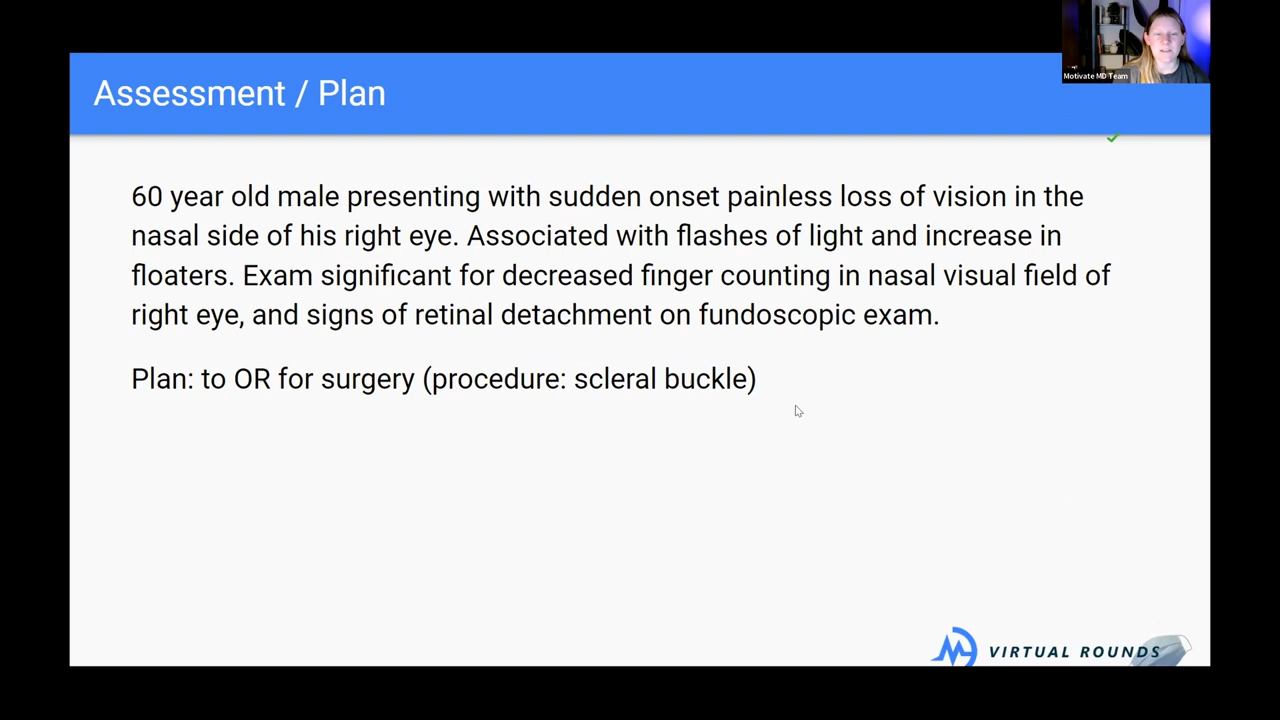 Motivate MD Team
Assessment / Plan
60 year old male presenting with sudden onset painless loss of vision in the
nasal side of his right eye. Associated with flashes of light and increase in
floaters. Exam significant for decreased finger counting in nasal visual field of
right eye, and signs of retinal detachment on fundoscopic exam.
Plan: to OR for surgery (procedure: scleral buckle)
VIRTUAL ROUNDS